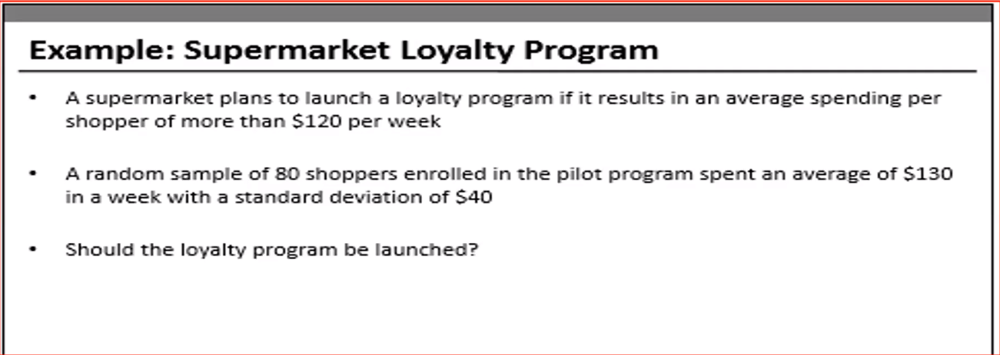 Example: Supermarket Loyalty Program
• A supermarket plans to launch a loyalty program if it results in an average spending per
shopper of more than $120 per week
• A random sample of 80 shoppers enrolled in the pilot program spent an average of $130
in a week with a standard deviation of $40
• Should the loyalty program be launched?